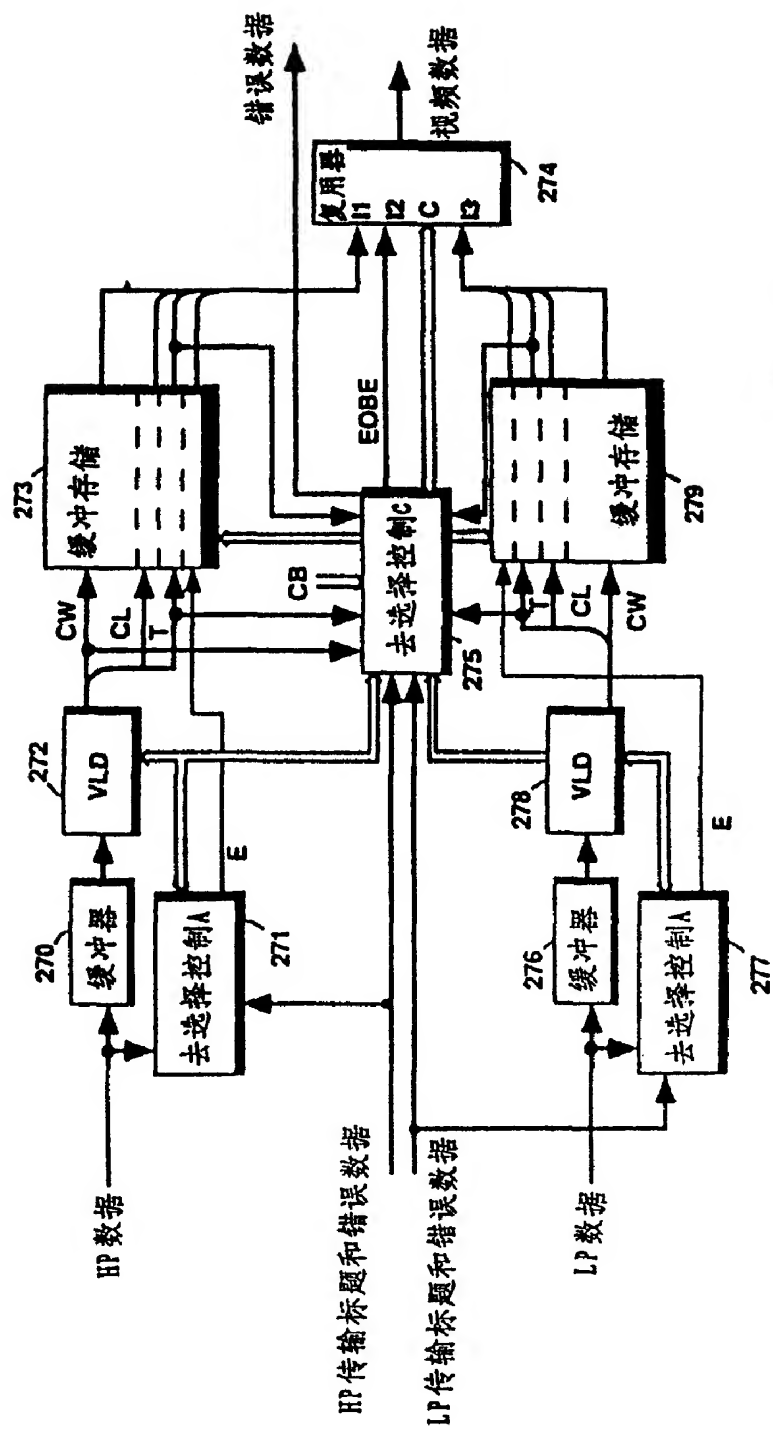 错误数据
视频数据
复用器
I1
I2
C
I3
274
273
缓冲存储
CW
CL
T
EOBE
CB
去选择控制C
275
缓冲存储
279
T
CL
CW
272
VLD
278
VLD
E
E
270
缓冲器
去选择控制A
271
276
缓冲器
去选择控制A
277
HP数据
HP传输标题和错误数据
LP传输标题和错误数据
LP数据